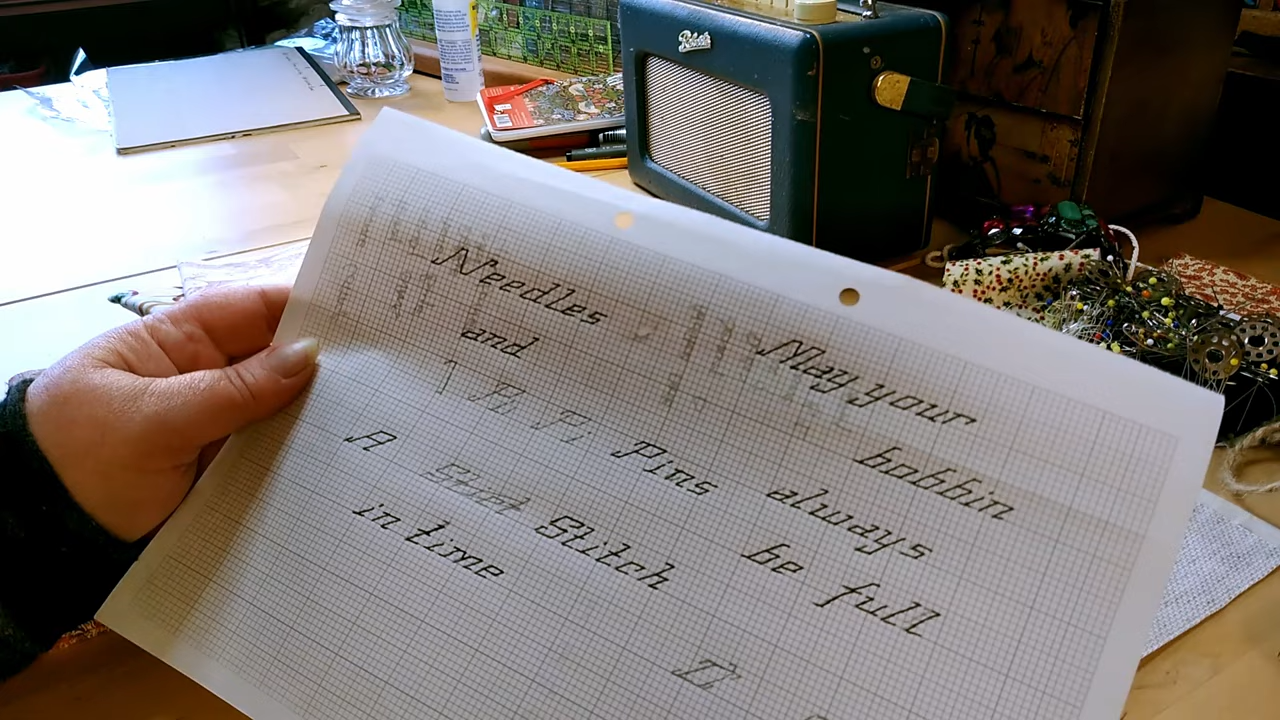 Roberts
Needles
and
Pins
A Stitch
in time
May your
bobbin
always
be full